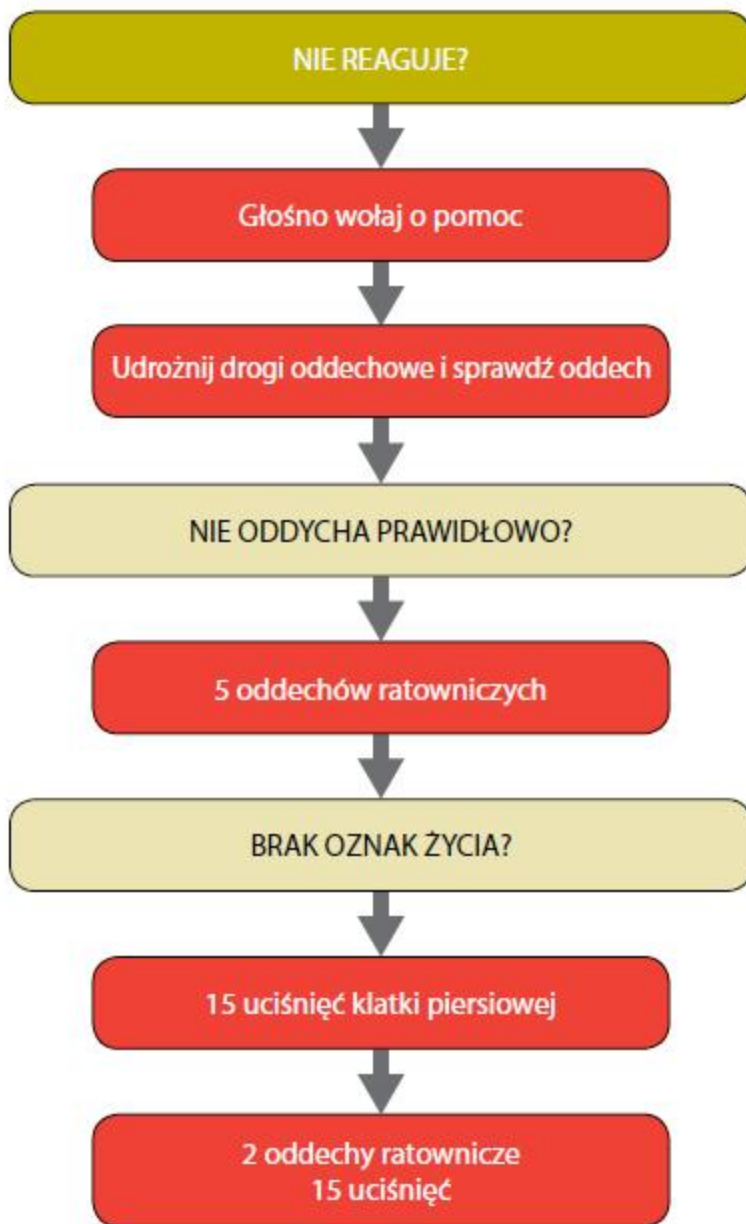 NIE REAGUJE?
Głośno wołaj o pomoc
Udrożnij drogi oddechowe i sprawdź oddech
NIE ODDYCHA PRAWIDŁOWO?
5 oddechów ratowniczych
BRAK OZNAK ŻYCIA?
15 uciśnięć klatki piersiowej
2 oddechy ratownicze
15 uciśnięć